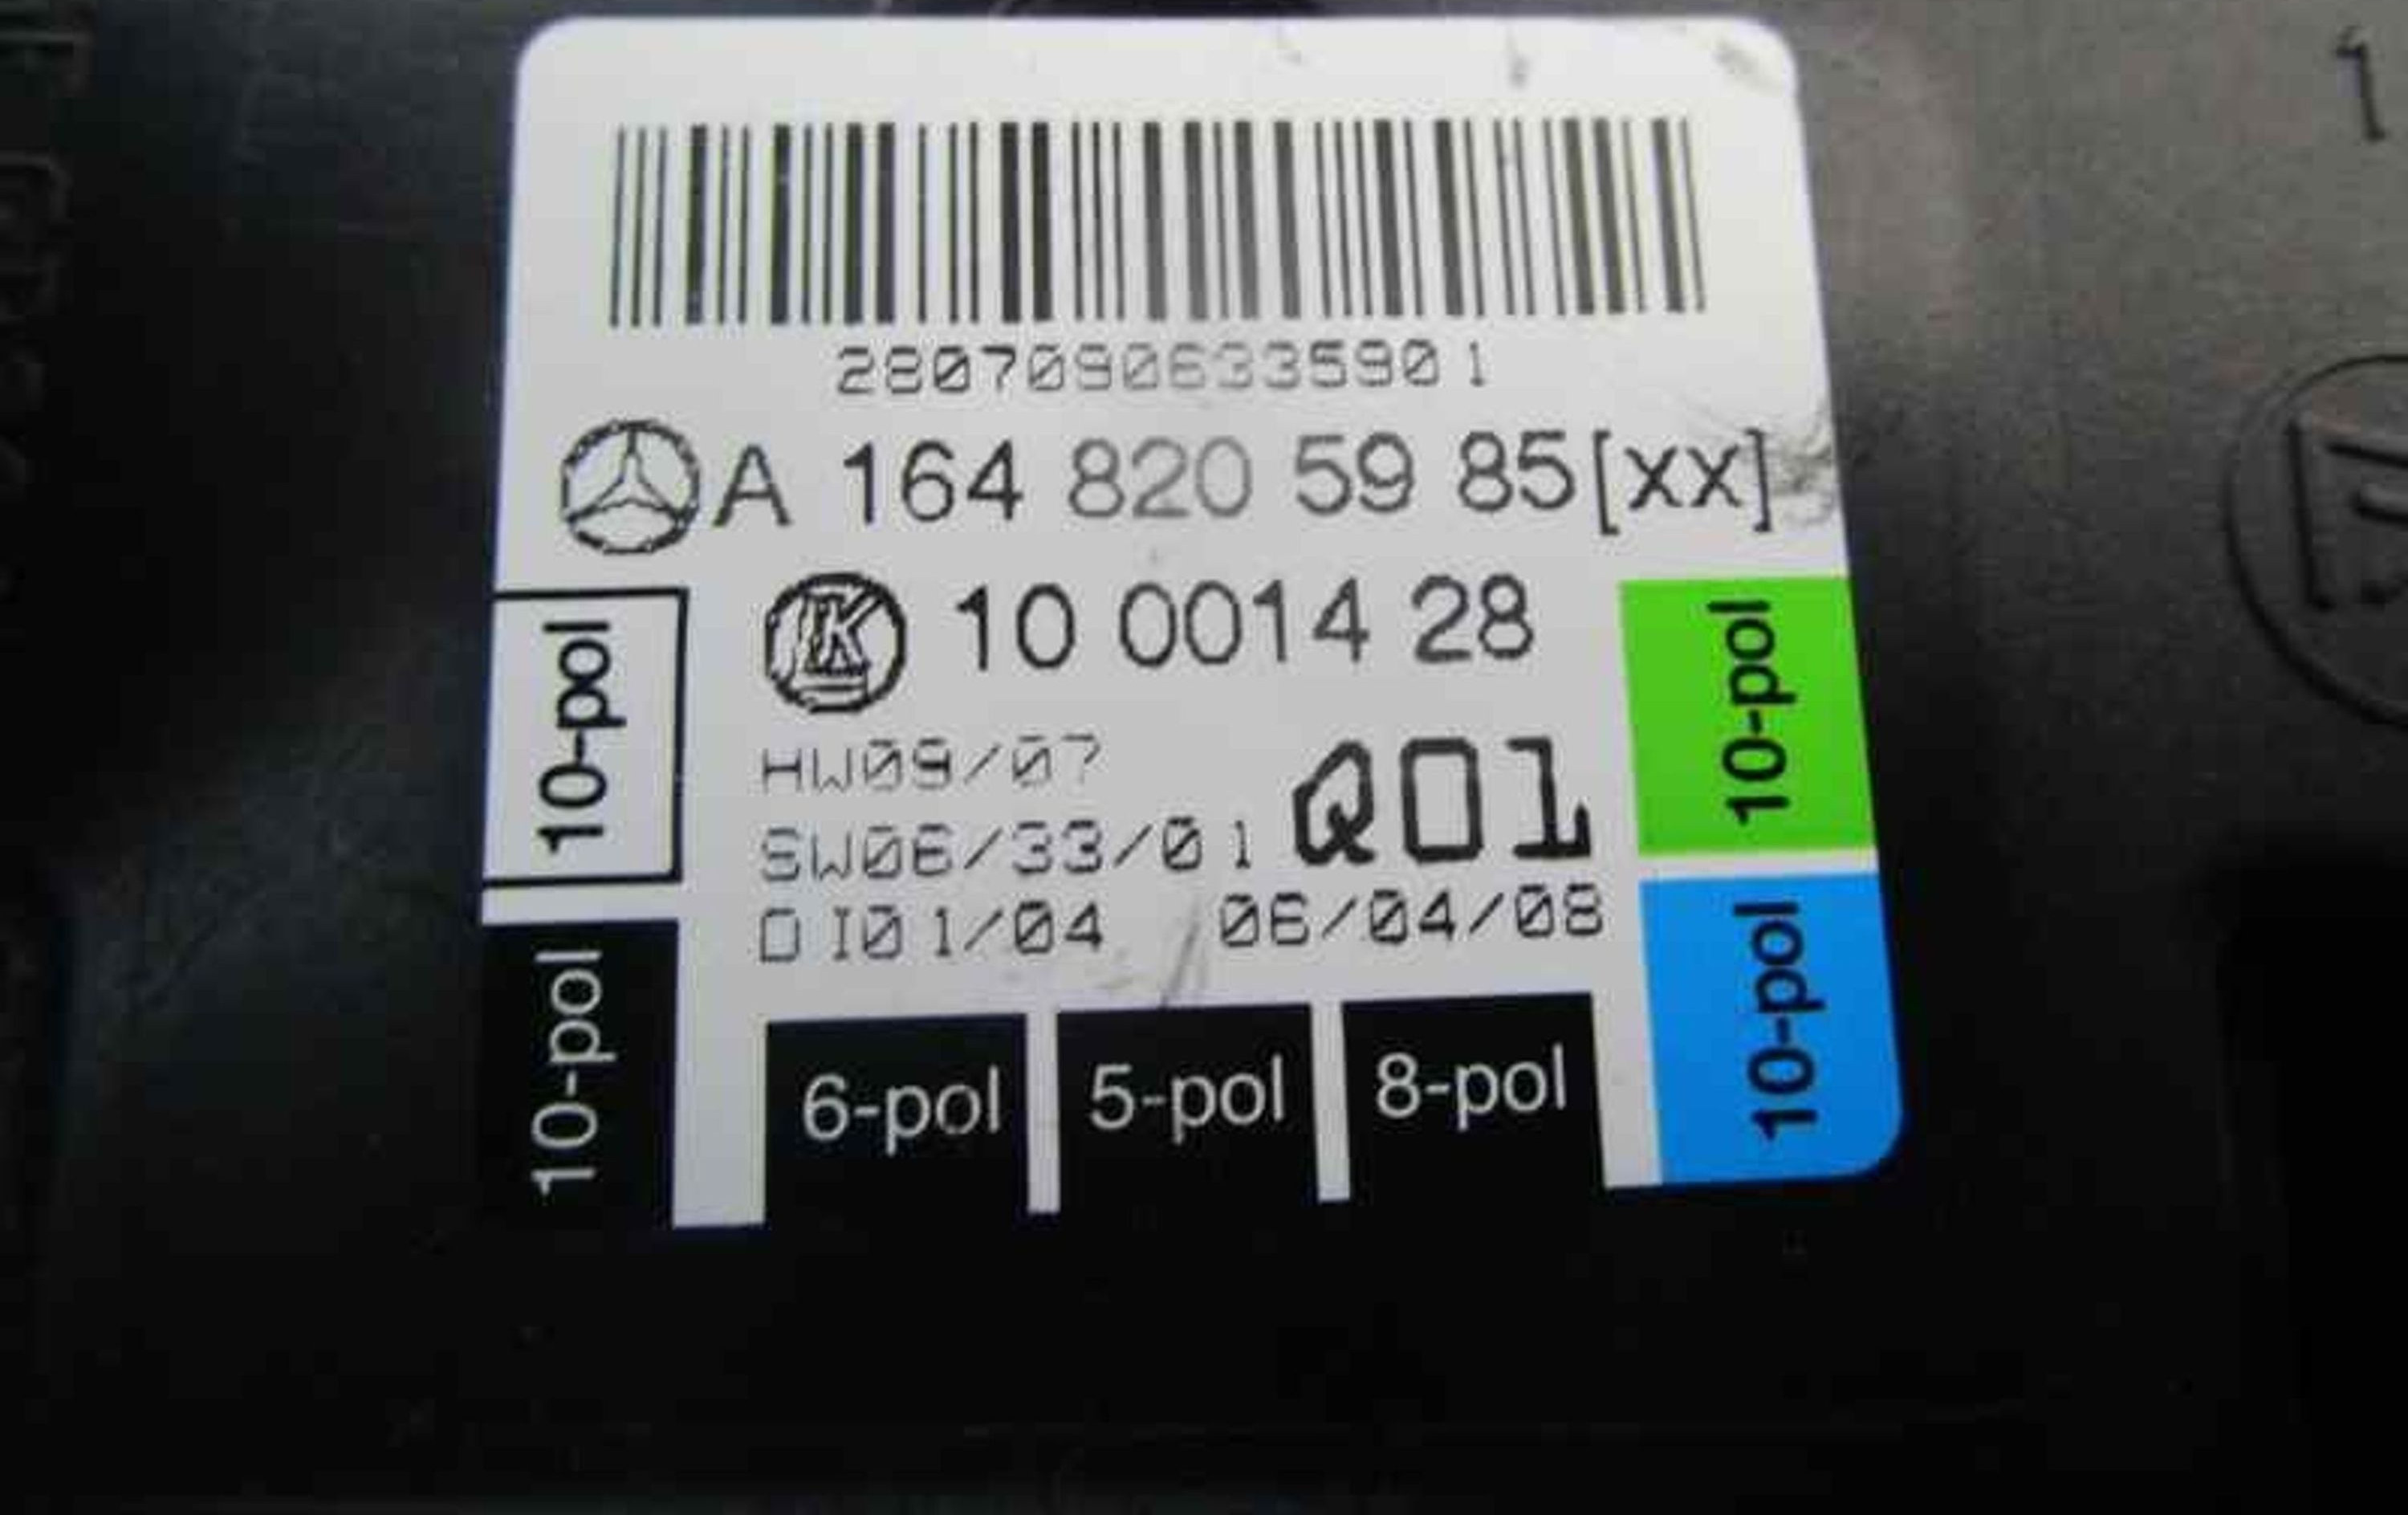 28070906335901
A 164 820 59 85[xx]
10 0014 28
HW09/07
SW06/33/01 Q01
DI01/04 06/04/08
10-pol
10-pol
6-pol 5-pol 8-pol
10-pol
10-pol
1